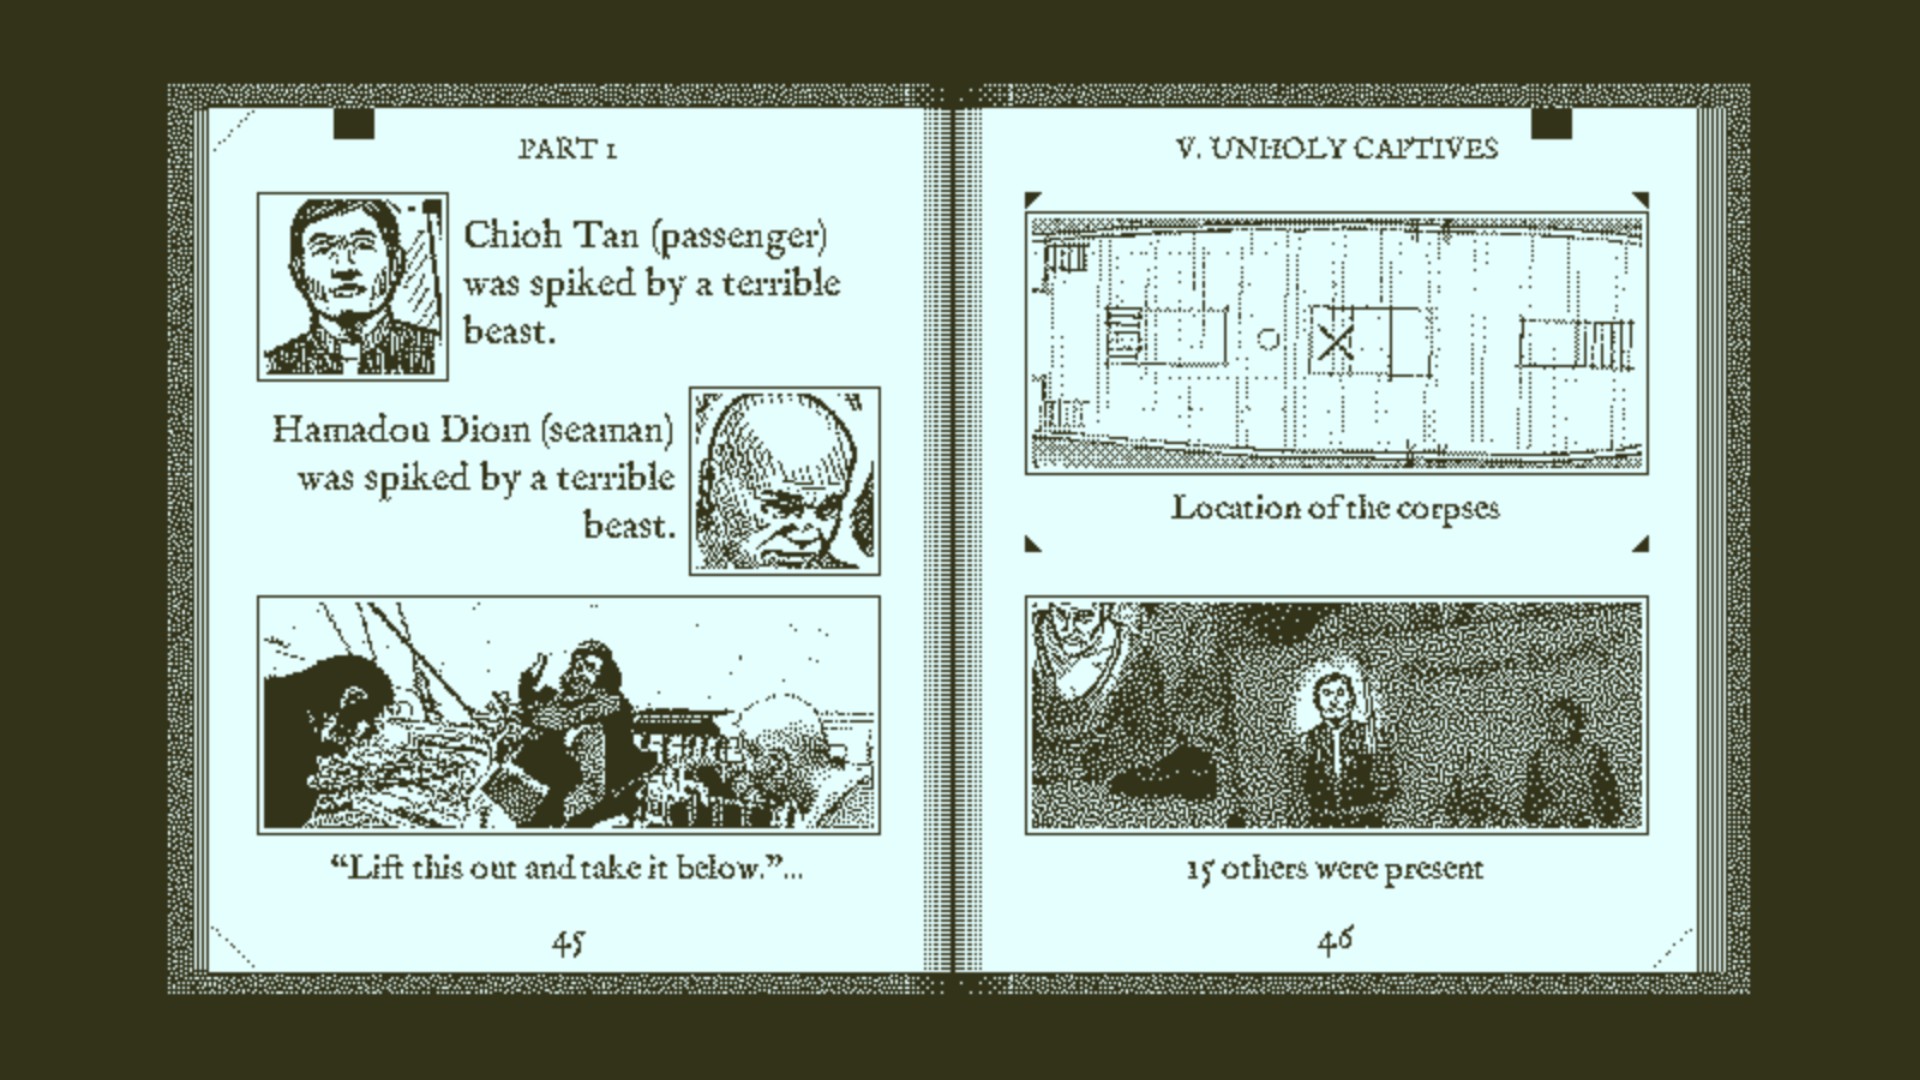 PART 1
Chioh Tan (passenger)
was spiked by a terrible
beast.
Hamadou Diom (seaman)
was spiked by a terrible
beast.
“Lift this out and take it below.”...
45
V. UNHOLY CAPTIVES
Location of the corpses
15 others were present
46